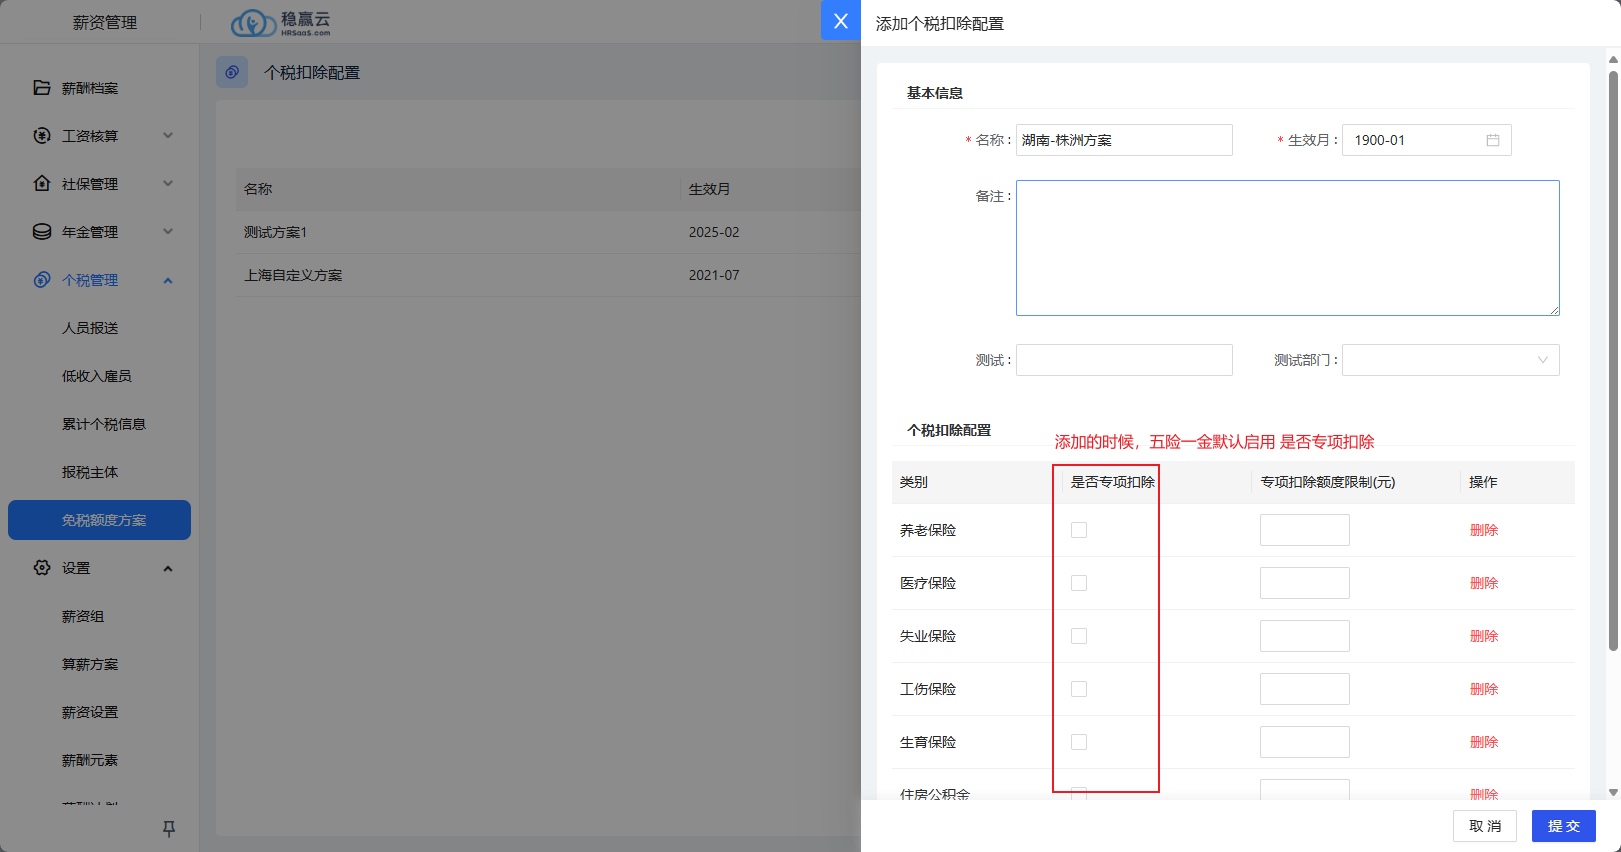 薪资管理
稳赢云
HRSaaS.com
X
添加个税扣除配置
薪酬档案
工资核算
社保管理
年金管理
个税管理
人员报送
低收入雇员
累计个税信息
报税主体
免税额度方案
设置
薪资组
算薪方案
薪资设置
薪酬元素
个税扣除配置
名称 生效月
测试方案1 2025-02
上海自定义方案 2021-07
基本信息
* 名称 : 湖南-株洲方案 * 生效月 : 1900-01
备注 :
测试 : 测试部门 :
个税扣除配置
添加的时候，五险一金默认启用 是否专项扣除
类别 是否专项扣除 专项扣除额度限制(元) 操作
养老保险 删除
医疗保险 删除
失业保险 删除
工伤保险 删除
生育保险 删除
住房公积金 删除
取 消 提 交